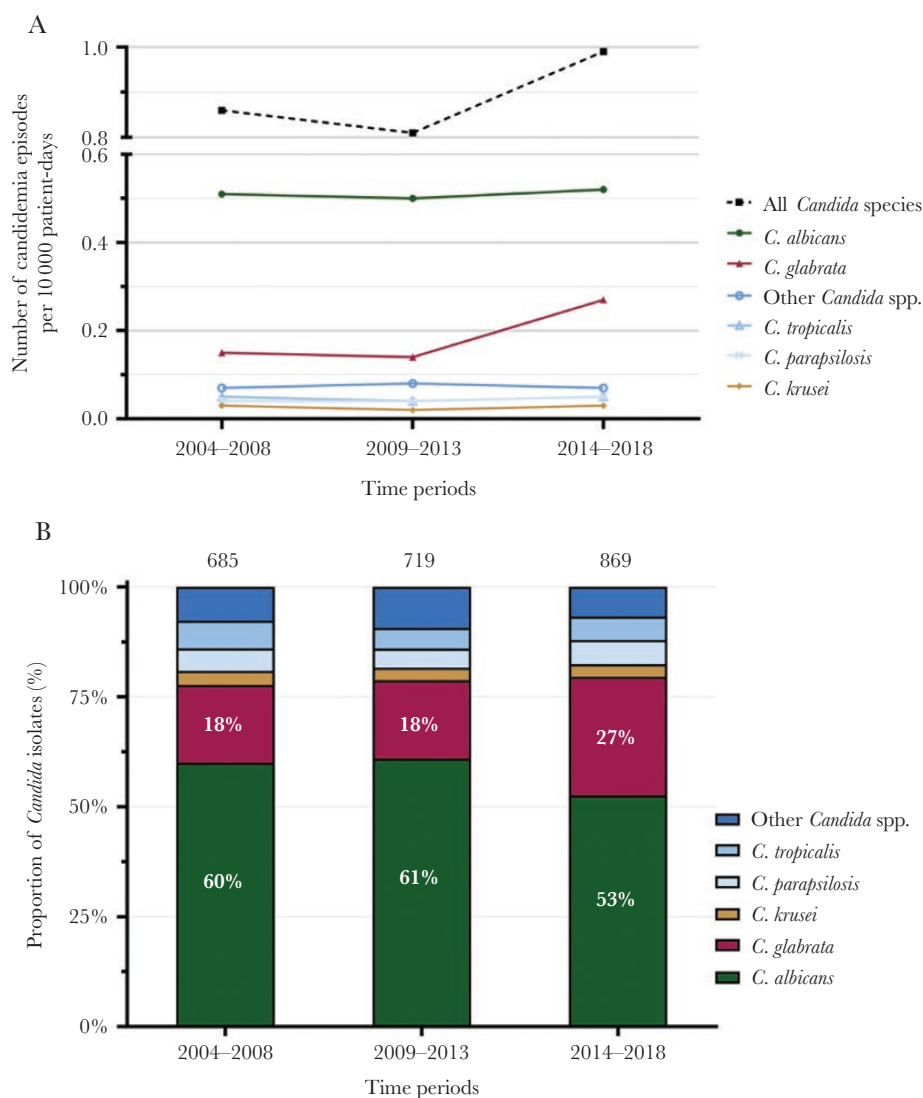 A
Number of candidemia episodes
per 10 000 patient-days
1.0
0.8
0.6
0.4
0.2
0.0
2004–2008
2009–2013
2014–2018
Time periods
All Candida species
C. albicans
C. glabrata
Other Candida spp.
C. tropicalis
C. parapsilosis
C. krusei
B
685
719
869
Proportion of Candida isolates (%)
100%
75%
50%
25%
0%
18%
18%
27%
60%
61%
53%
2004–2008
2009–2013
2014–2018
Time periods
Other Candida spp.
C. tropicalis
C. parapsilosis
C. krusei
C. glabrata
C. albicans